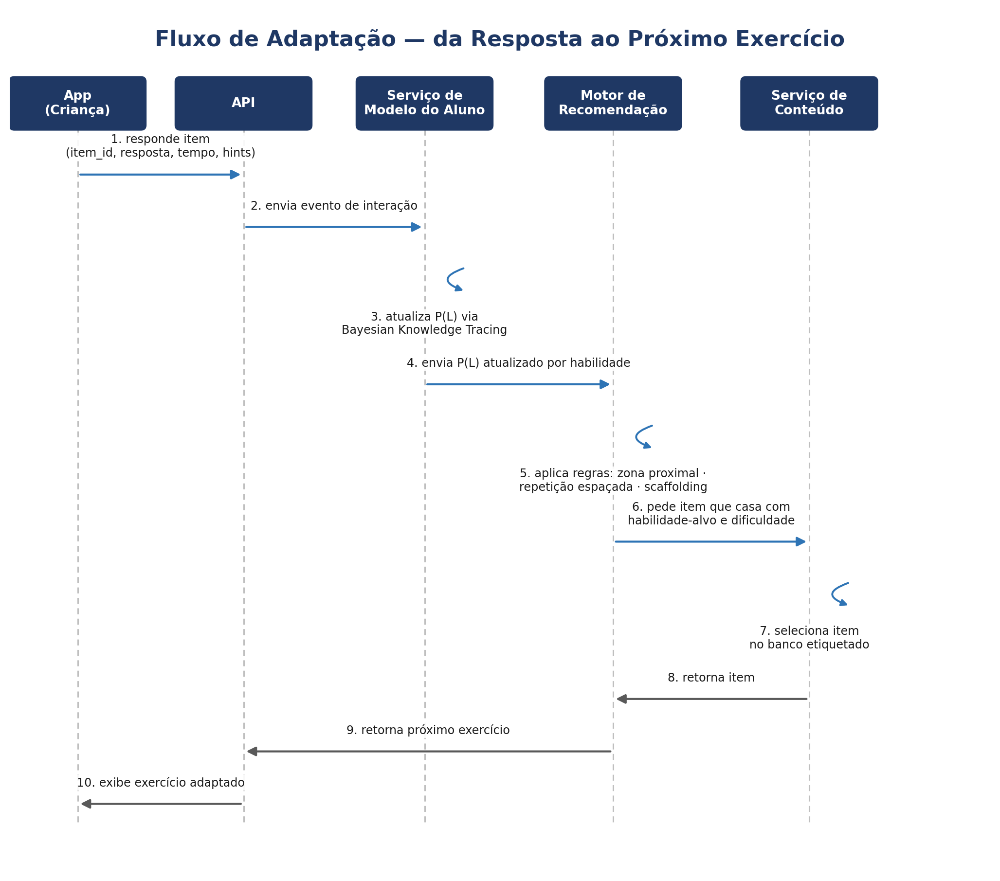 Fluxo de Adaptação — da Resposta ao Próximo Exercício
App
(Criança)
API
Serviço de
Modelo do Aluno
Motor de
Recomendação
Serviço de
Conteúdo
1. responde item
(item_id, resposta, tempo, hints)
2. envia evento de interação
3. atualiza P(L) via
Bayesian Knowledge Tracing
4. envia P(L) atualizado por habilidade
5. aplica regras: zona proximal ·
repetição espaçada · scaffolding
6. pede item que casa com
habilidade-alvo e dificuldade
7. seleciona item
no banco etiquetado
8. retorna item
9. retorna próximo exercício
10. exibe exercício adaptado